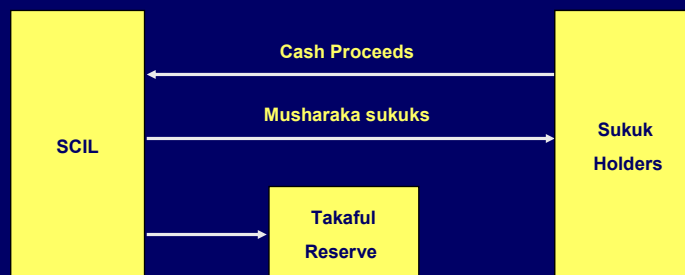 Cash Proceeds
Musharaka sukuks
SCIL
Sukuk
Holders
Takaful
Reserve